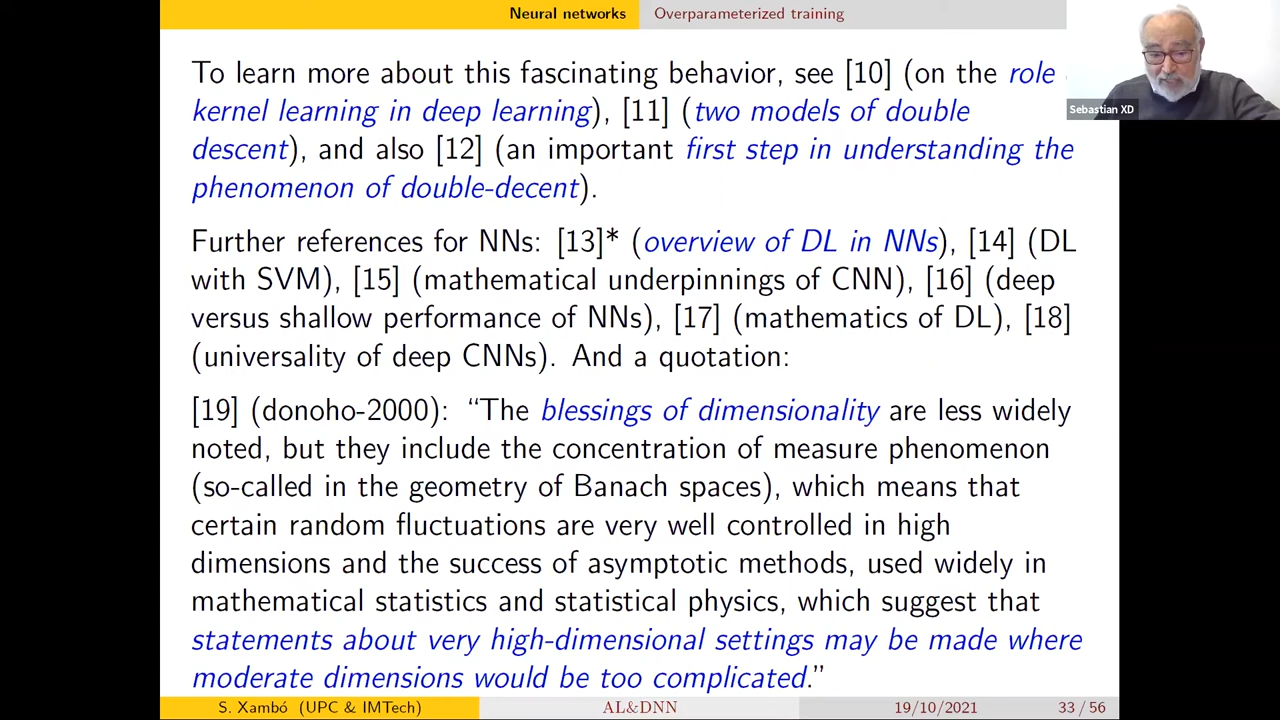 Neural networks Overparameterized training
To learn more about this fascinating behavior, see [10] (on the role
kernel learning in deep learning), [11] (two models of double
descent), and also [12] (an important first step in understanding the
phenomenon of double-decent).
Further references for NNs: [13]* (overview of DL in NNs), [14] (DL
with SVM), [15] (mathematical underpinnings of CNN), [16] (deep
versus shallow performance of NNs), [17] (mathematics of DL), [18]
(universality of deep CNNs). And a quotation:
[19] (donoho-2000): “The blessings of dimensionality are less widely
noted, but they include the concentration of measure phenomenon
(so-called in the geometry of Banach spaces), which means that
certain random fluctuations are very well controlled in high
dimensions and the success of asymptotic methods, used widely in
mathematical statistics and statistical physics, which suggest that
statements about very high-dimensional settings may be made where
moderate dimensions would be too complicated.”
S. Xambó (UPC & IMTech) AL&DNN 19/10/2021 33 / 56
Sebastian XD